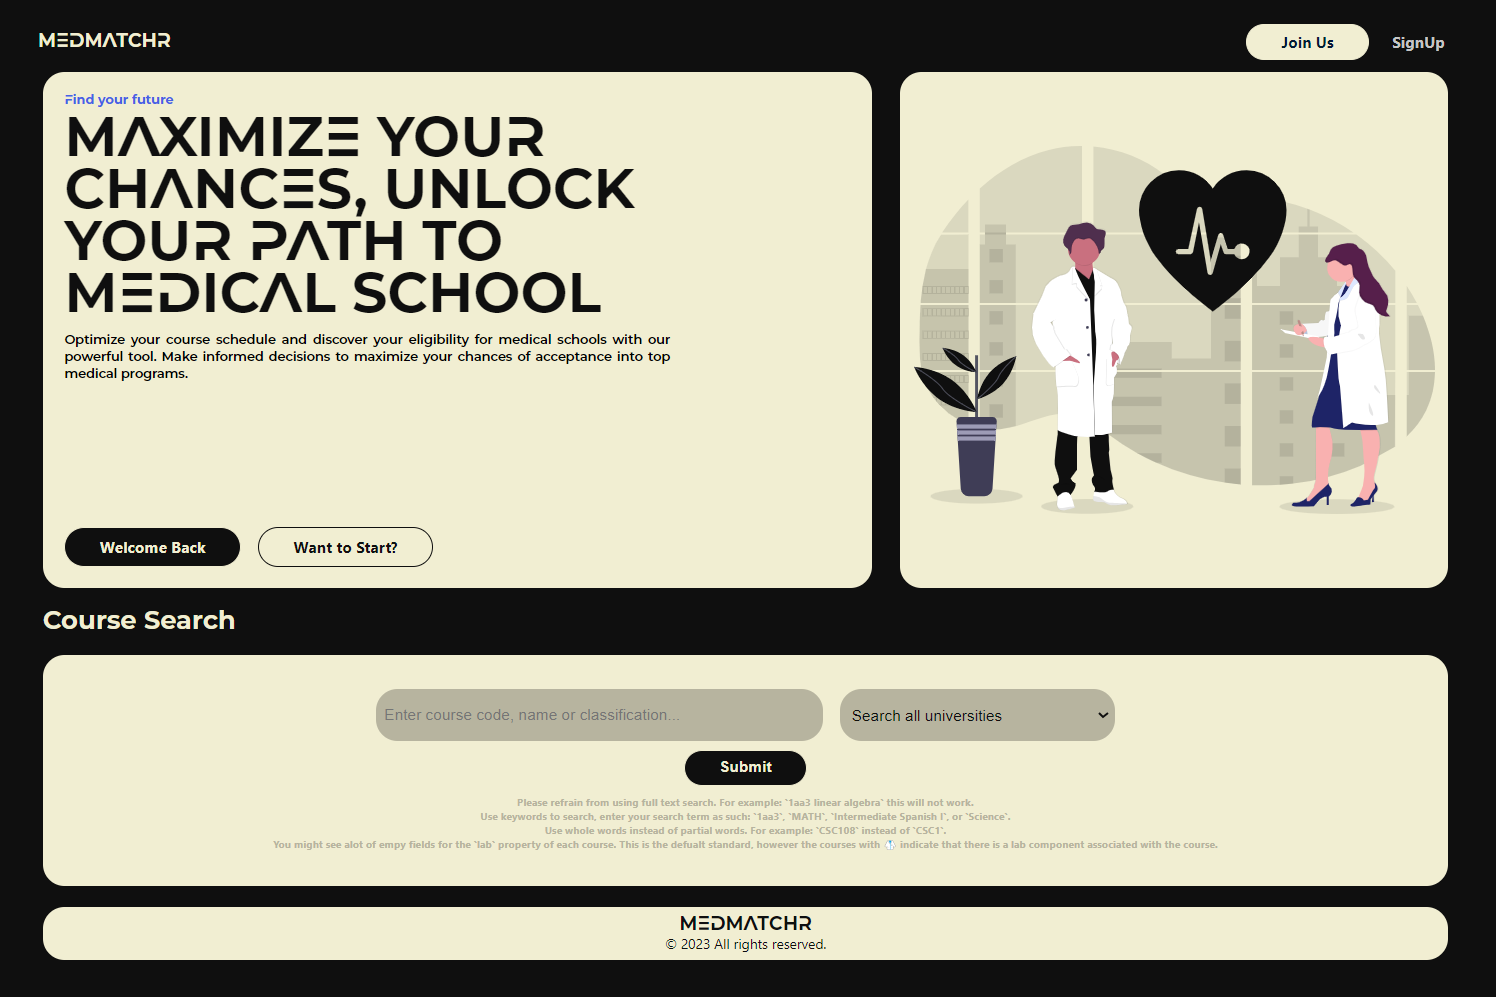 MEDMATCHR
Join Us
SignUp
Find your future
MAXIMIZE YOUR
CHANCES, UNLOCK
YOUR PATH TO
MEDICAL SCHOOL
Optimize your course schedule and discover your eligibility for medical schools with our
powerful tool. Make informed decisions to maximize your chances of acceptance into top
medical programs.
Welcome Back
Want to Start?
Course Search
Enter course code, name or classification...
Search all universities
Submit
Please refrain from using full text search. For example: `1aa3 linear algebra` this will not work.
Use keywords to search, enter your search term as such: `1aa3`, `MATH`, `Intermediate Spanish I`, or `Science`.
Use whole words instead of partial words. For example: `CSC108` instead of `CSC1`.
You might see alot of empy fields for the `lab` property of each course. This is the defualt standard, however the courses with 🥼 indicate that there is a lab component associated with the course.
MEDMATCHR
© 2023 All rights reserved.